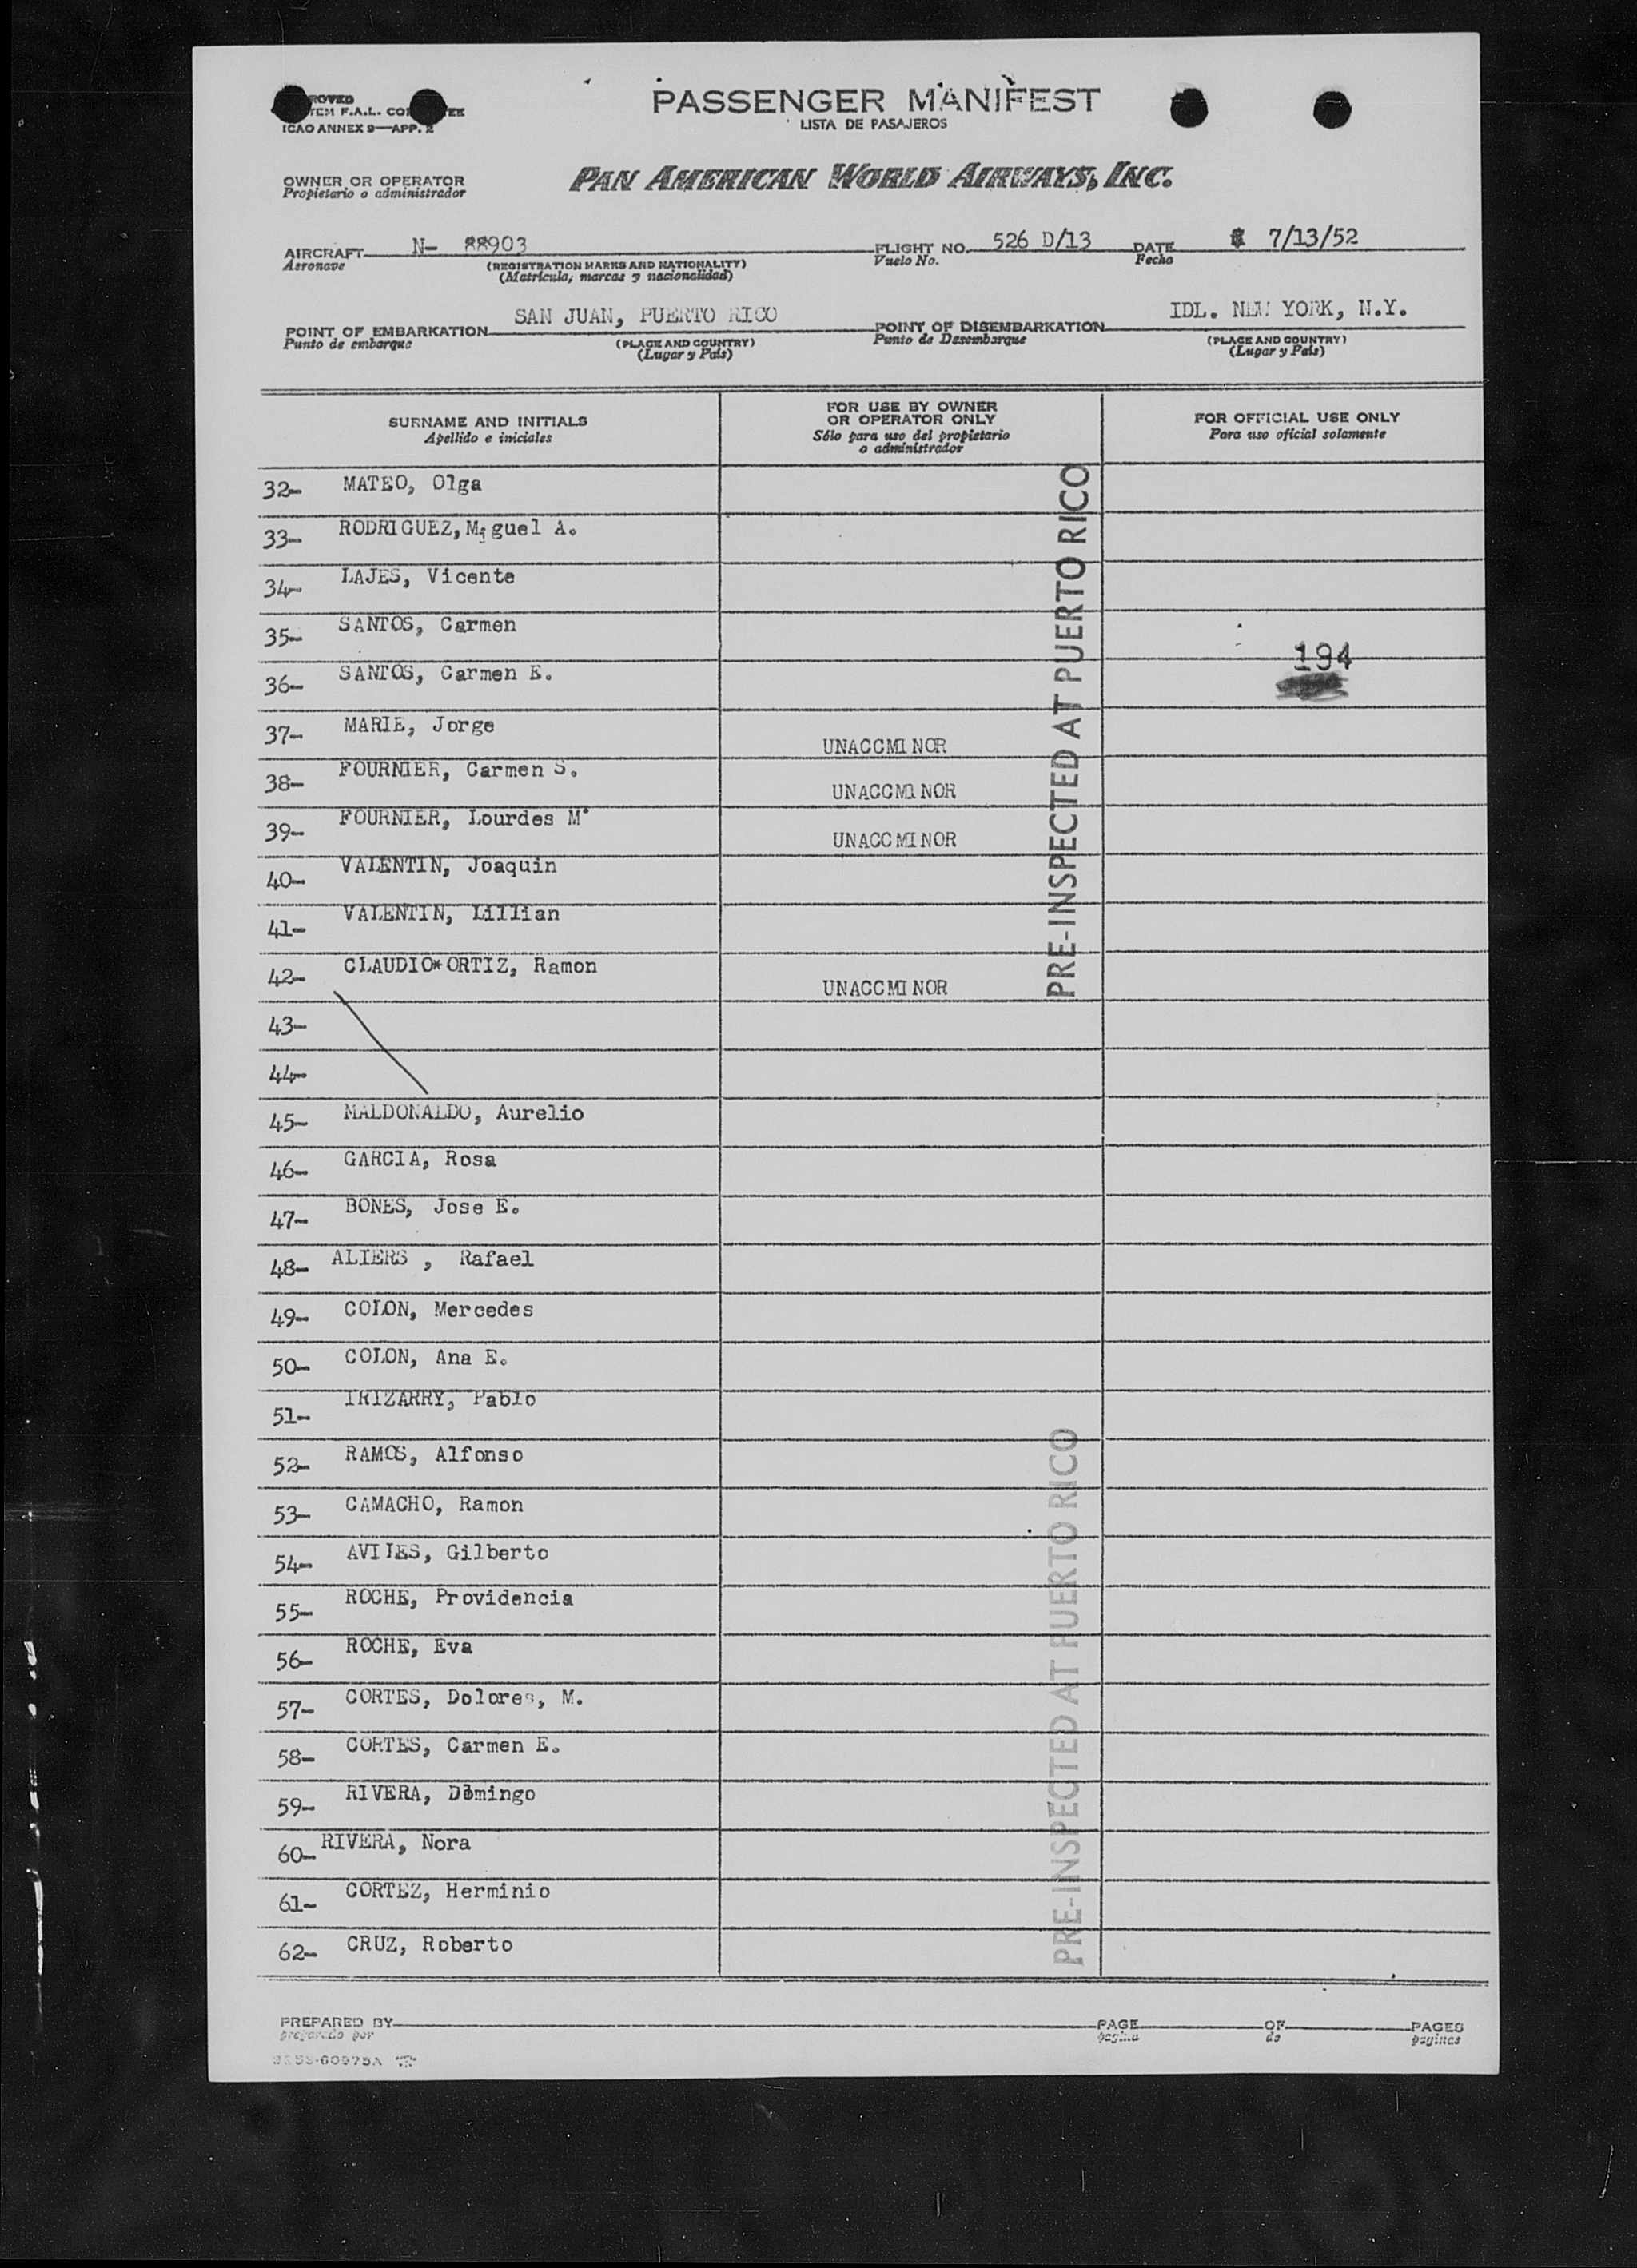 PASSENGER MANIFEST
LISTA DE PASAJEROS
F.A.L.
ICAO ANNEX 9—APP. 2
OWNER OR OPERATOR
Propietario o administrador
PAN AMERICAN WORLD AIRWAYS, INC.
AIRCRAFT N- 88903 FLIGHT NO. 526 D/13 DATE 7/13/52
Aeronave (REGISTRATION MARKS AND NATIONALITY) Vuelo No. Fecha
(Matrícula, marcas y nacionalidad)
POINT OF EMBARKATION SAN JUAN, PUERTO RICO POINT OF DISEMBARKATION IDL. NEW YORK, N.Y.
Punto de embarque (PLACE AND COUNTRY) Punto de Desembarque (PLACE AND COUNTRY)
(Lugar y País) (Lugar y País)
SURNAME AND INITIALS
Apellido e iniciales
FOR USE BY OWNER
OR OPERATOR ONLY
Sólo para uso del propietario
o administrador
FOR OFFICIAL USE ONLY
Para uso oficial solamente
32- MATEO, Olga
33- RODRIGUEZ, Miguel A.
34- LAJES, Vicente
35- SANTOS, Carmen
194
36- SANTOS, Carmen E.
37- MARIE, Jorge UNACCMINOR
38- FOURNIER, Carmen S. UNACCMINOR
39- FOURNIER, Lourdes M. UNACCMINOR
40- VALENTIN, Joaquin
41- VALENTIN, Lillian
42- CLAUDIO*ORTIZ, Ramon UNACCMINOR
43-
44-
45- MALDONALDO, Aurelio
46- GARCIA, Rosa
47- BONES, Jose E.
48- ALIERS , Rafael
49- COLON, Mercedes
50- COLON, Ana E.
51- IRIZARRY, Pablo
52- RAMOS, Alfonso
53- CAMACHO, Ramon
54- AVILES, Gilberto
55- ROCHE, Providencia
56- ROCHE, Eva
57- CORTES, Dolores, M.
58- CORTES, Carmen E.
59- RIVERA, Domingo
60- RIVERA, Nora
61- CORTEZ, Herminio
62- CRUZ, Roberto
PRE-INSPECTED AT PUERTO RICO
PRE-INSPECTED AT PUERTO RICO
PREPARED BY PAGE OF PAGES
preparado por página de páginas